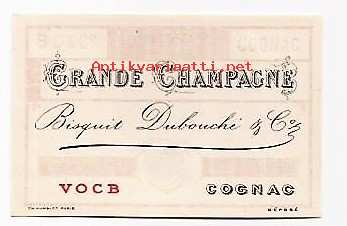 Antikvariaatti.net
GRANDE CHAMPAGNE
Bisquit Dubouché & Co
VOCB COGNAC
DÉPOSÉ